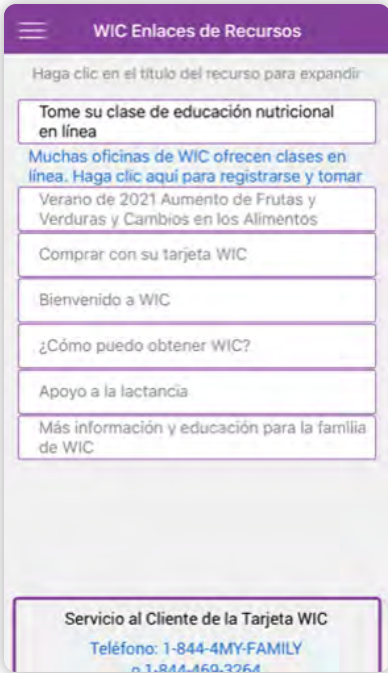 WIC Enlaces de Recursos
Haga clic en el título del recurso para expandir
Tome su clase de educación nutricional
en línea
Muchas oficinas de WIC ofrecen clases en
línea. Haga clic aquí para registrarse y tomar
Verano de 2021 Aumento de Frutas y
Verduras y Cambios en los Alimentos
Comprar con su tarjeta WIC
Bienvenido a WIC
¿Cómo puedo obtener WIC?
Apoyo a la lactancia
Más información y educación para la familia
de WIC
Servicio al Cliente de la Tarjeta WIC
Teléfono: 1-844-4MY-FAMILY
o 1-844-469-3264